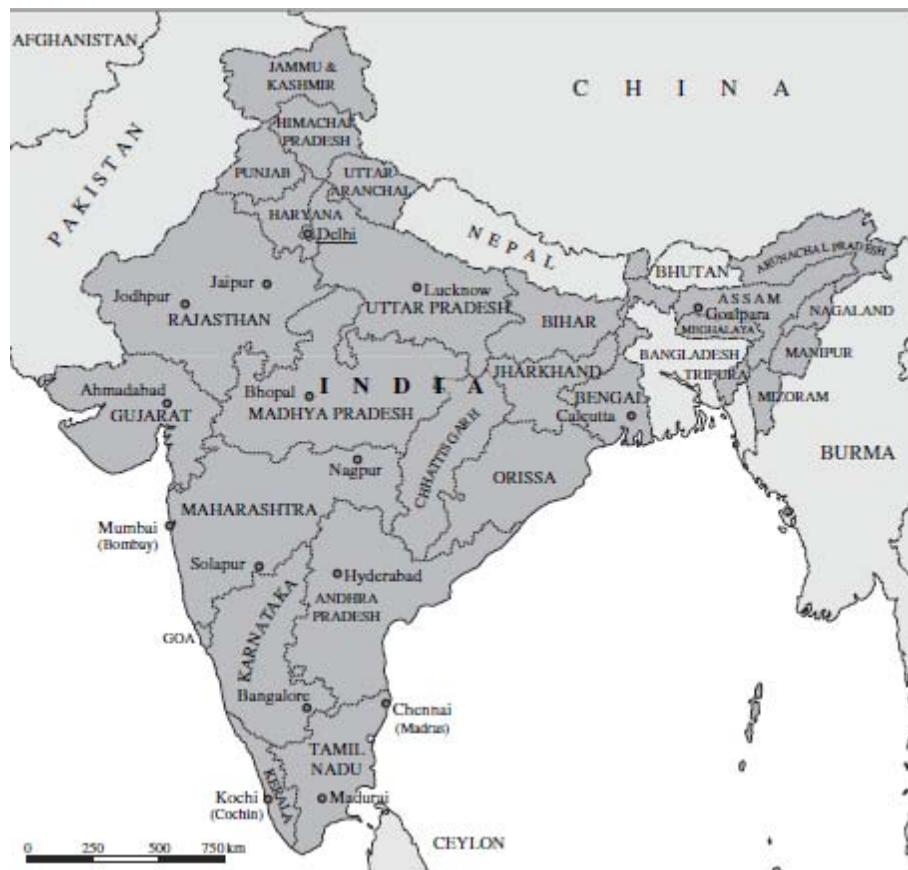 AFGHANISTAN
C H I N A
PAKISTAN
JAMMU &
KASHMIR
HIMACHAL
PRADESH
PUNJAB
UTTAR
ARANCHAL
HARYANA
Delhi
NEPAL
BHUTAN
ARUNACHAL PRADESH
Jaipur
Jodhpur
RAJASTHAN
Lucknow
UTTAR PRADESH
BIHAR
ASSAM
Goalpara
MEGHALAYA
NAGALAND
MANIPUR
BANGLADESH
TRIPURA
MIZORAM
Ahmadabad
GUJARAT
Bhopal
I N D I A
MADHYA PRADESH
JHARKHAND
BENGAL
Calcutta
CHHATTIS GARH
BURMA
Nagpur
ORISSA
MAHARASHTRA
Mumbai
(Bombay)
Solapur
Hyderabad
ANDHRA
PRADESH
KARNATAKA
GOA
Bangalore
Chennai
(Madras)
TAMIL
NADU
KERALA
Kochi
(Cochin)
Madurai
CEYLON
0 250 500 750 km